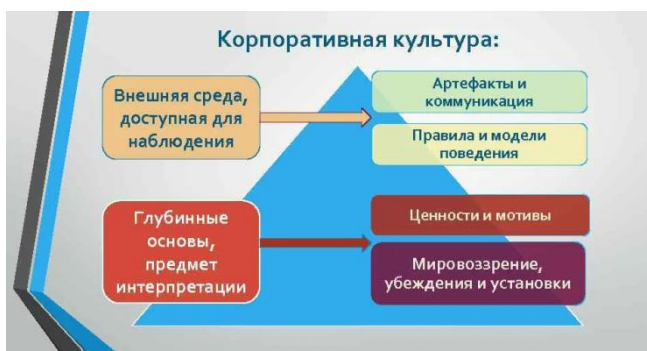 Корпоративная культура:
Внешняя среда,
доступная для
наблюдения
Артефакты и
коммуникация
Правила и модели
поведения
Глубинные
основы,
предмет
интерпретации
Ценности и мотивы
Мировоззрение,
убеждения и установки